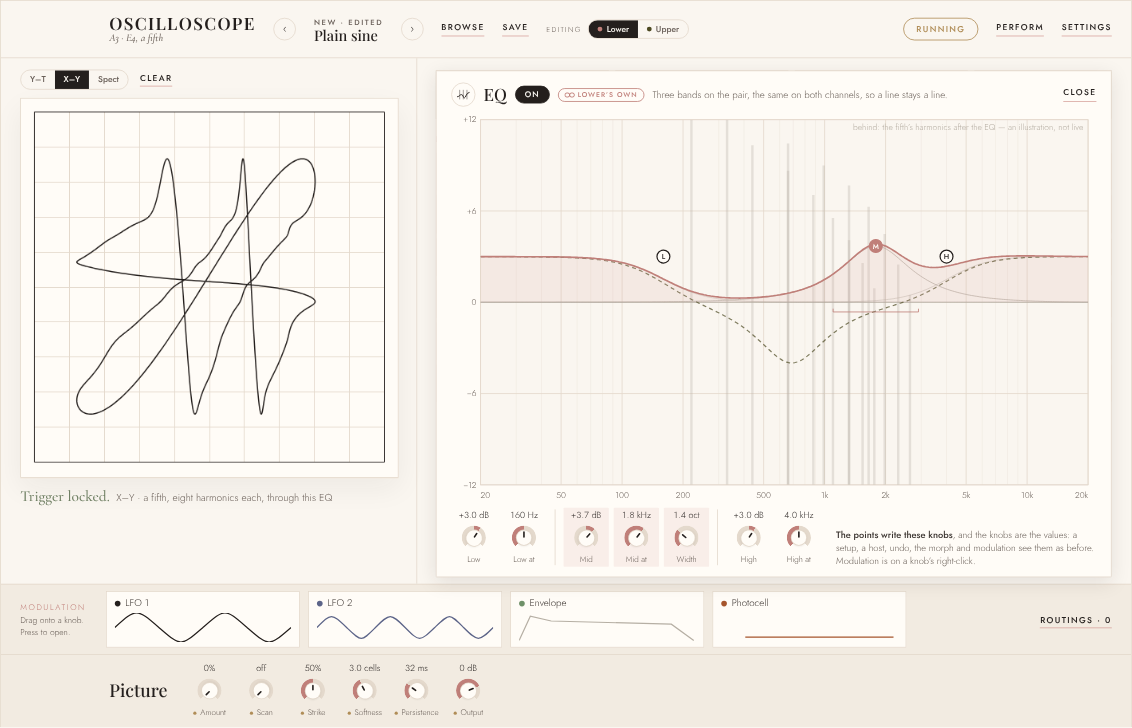 OSCILLOSCOPE
A3 · E4, a fifth
‹
NEW · EDITED
Plain sine
›
BROWSE
SAVE
EDITING
Lower
Upper
RUNNING
PERFORM
SETTINGS
Y–T
X–Y
Spect
CLEAR
Trigger locked. X–Y · a fifth, eight harmonics each, through this EQ
EQ
ON
LOWER'S OWN
Three bands on the pair, the same on both channels, so a line stays a line.
CLOSE
behind: the fifth's harmonics after the EQ — an illustration, not live
+12
+6
0
−6
−12
L
M
H
20 50 100 200 500 1k 2k 5k 10k 20k
+3.0 dB 160 Hz +3.7 dB 1.8 kHz 1.4 oct +3.0 dB 4.0 kHz
Low Low at Mid Mid at Width High High at
The points write these knobs, and the knobs are the values: a
setup, a host, undo, the morph and modulation see them as before.
Modulation is on a knob's right-click.
MODULATION
Drag onto a knob.
Press to open.
LFO 1
LFO 2
Envelope
Photocell
ROUTINGS · 0
Picture
0% off 50% 3.0 cells 32 ms 0 dB
Amount Scan Strike Softness Persistence Output